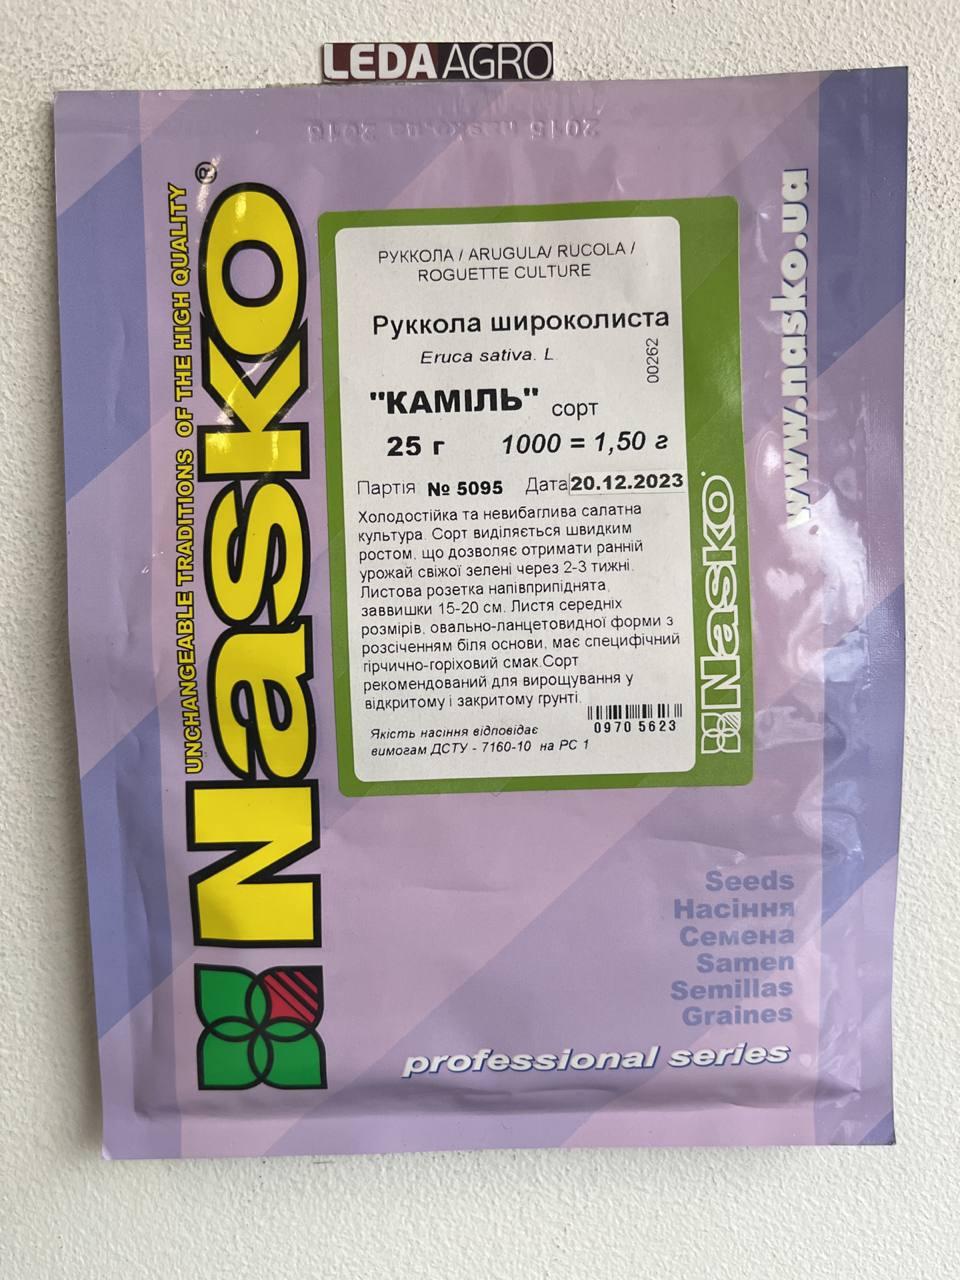 LEDAAGRO
UNCHANGEABLE TRADITIONS OF THE HIGH QUALITY
Nasko®
РУККОЛА / ARUGULA/ RUCOLA /
ROGUETTE CULTURE
Руккола широколиста
Eruca sativa. L.
00262
"КАМІЛЬ" сорт
25 г 1000 = 1,50 г
Партія № 5095 Дата 20.12.2023
Холодостійка та невибаглива салатна
культура. Сорт виділяється швидким
ростом, що дозволяє отримати ранній
урожай свіжої зелені через 2-3 тижні.
Листова розетка напівприпіднята,
заввишки 15-20 см. Листя середніх
розмірів, овально-ланцетовидної форми з
розсіченням біля основи, має специфічний
гірчично-горіховий смак.Сорт
рекомендований для вирощування у
відкритому і закритому ґрунті.
Якість насіння відповідає
вимогам ДСТУ - 7160-10 на РС 1
0970 5623
Nasko
www.nasko.ua
Seeds
Насіння
Семена
Samen
Semillas
Graines
professional series